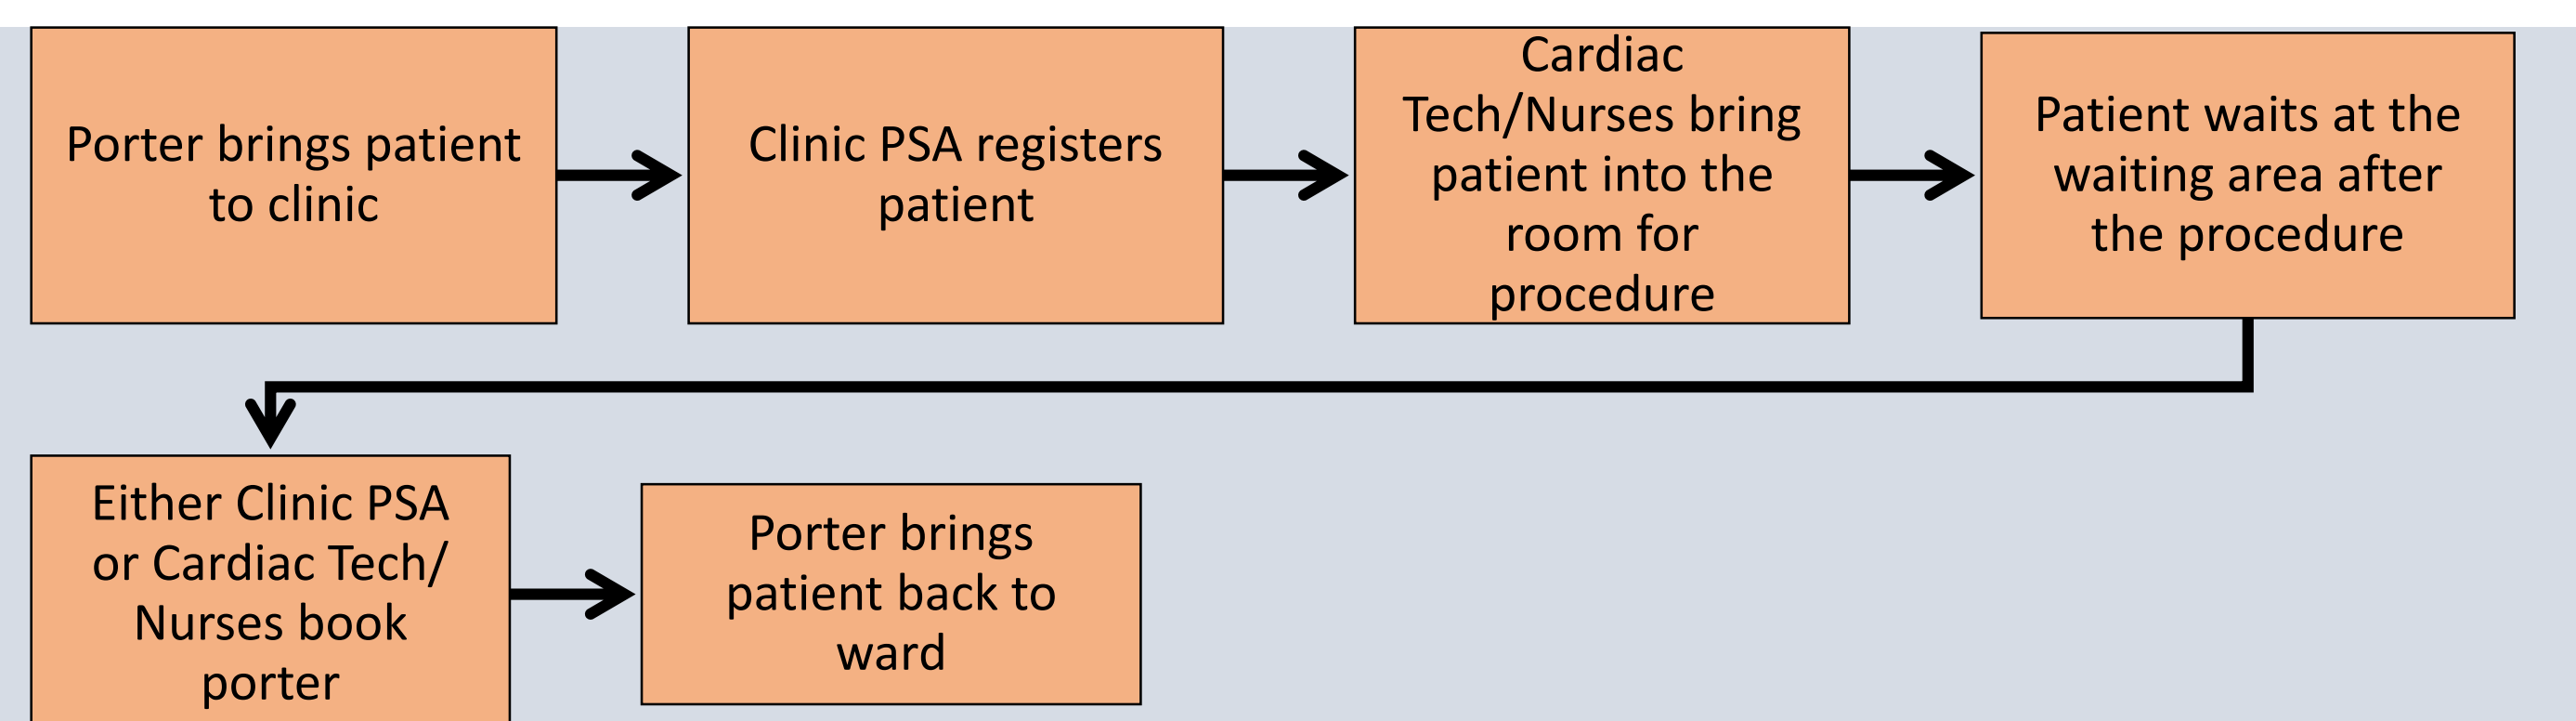 Porter brings patient
to clinic
Clinic PSA registers
patient
Cardiac
Tech/Nurses bring
patient into the
room for
procedure
Patient waits at the
waiting area after
the procedure
Either Clinic PSA
or Cardiac Tech/
Nurses book
porter
Porter brings
patient back to
ward